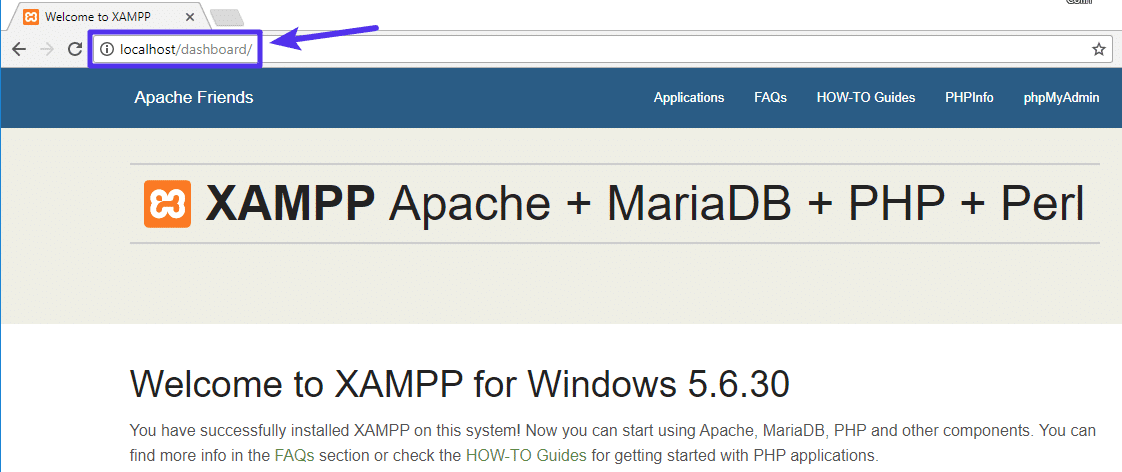 Welcome to XAMPP
localhost/dashboard/
Apache Friends
Applications FAQs HOW-TO Guides PHPInfo phpMyAdmin
XAMPP Apache + MariaDB + PHP + Perl
Welcome to XAMPP for Windows 5.6.30
You have successfully installed XAMPP on this system! Now you can start using Apache, MariaDB, PHP and other components. You can
find more info in the FAQs section or check the HOW-TO Guides for getting started with PHP applications.